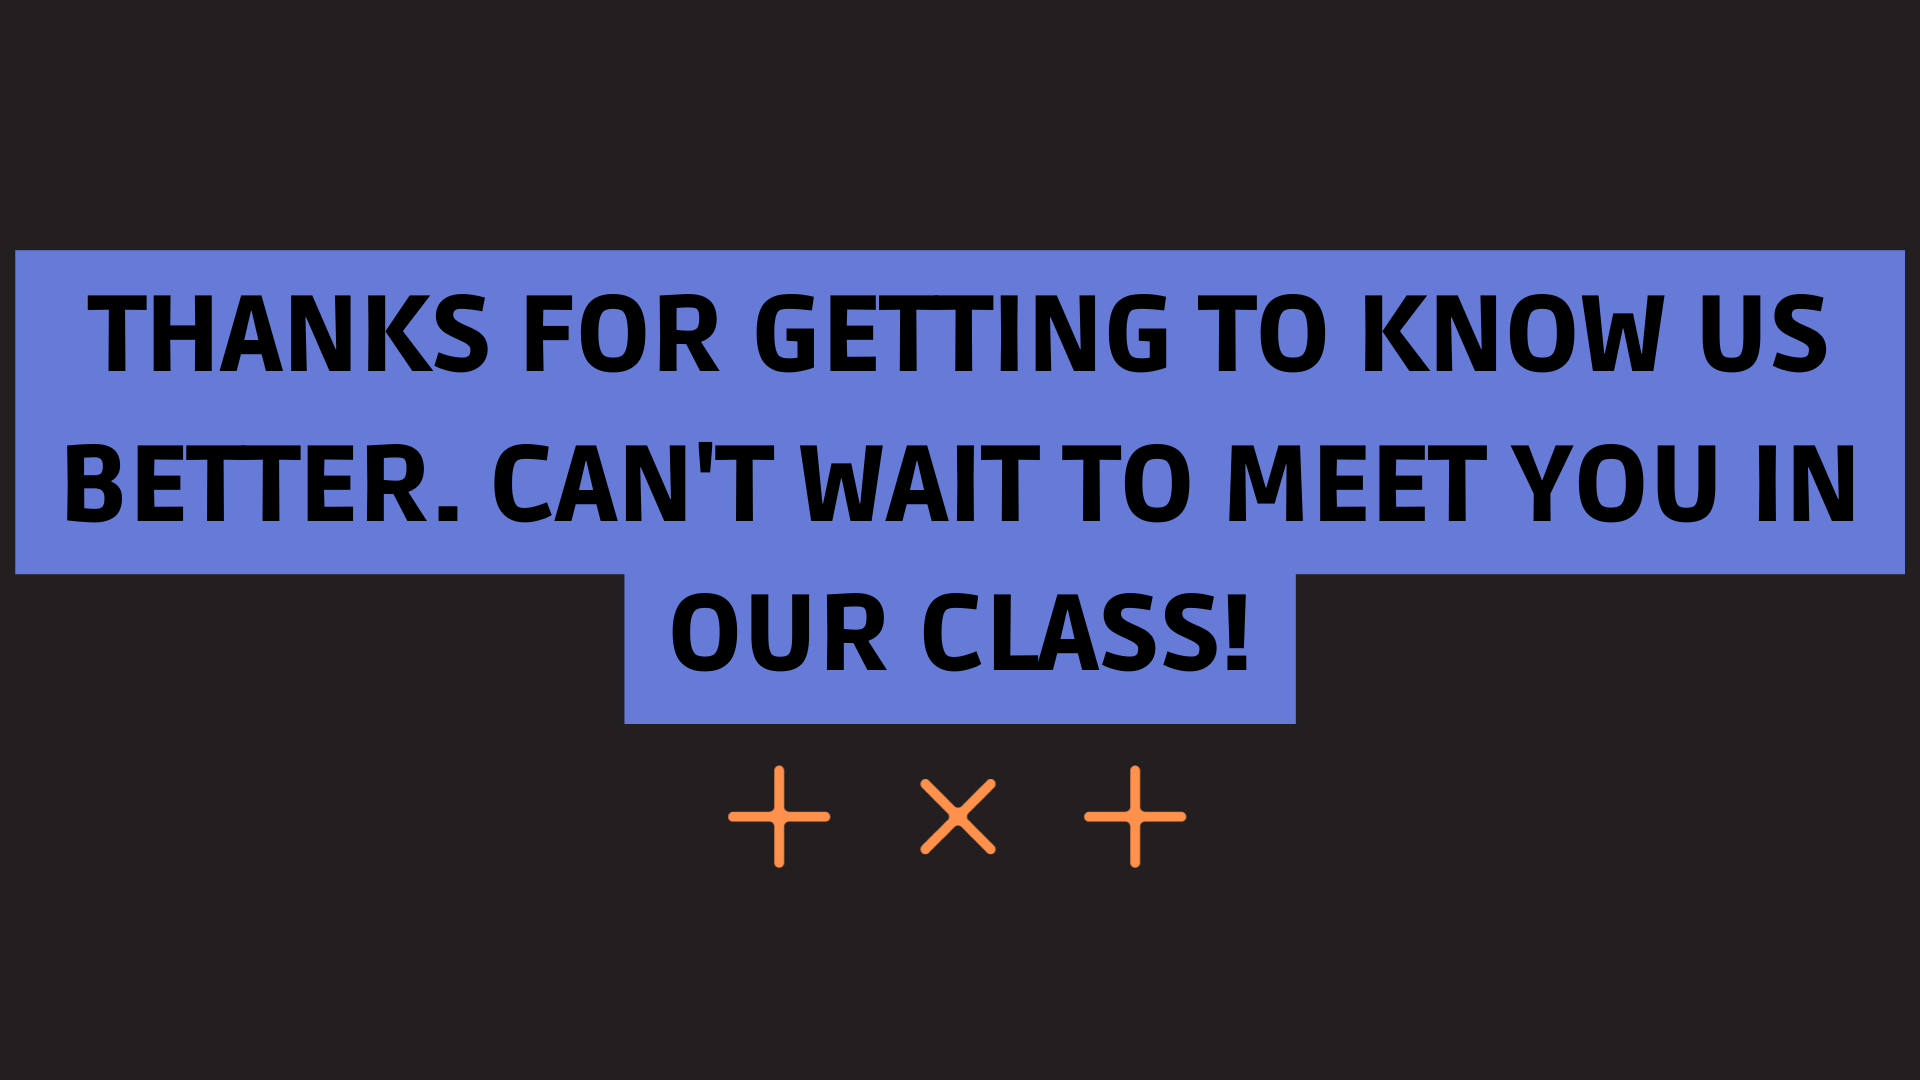 THANKS FOR GETTING TO KNOW US
BETTER. CAN'T WAIT TO MEET YOU IN
OUR CLASS!